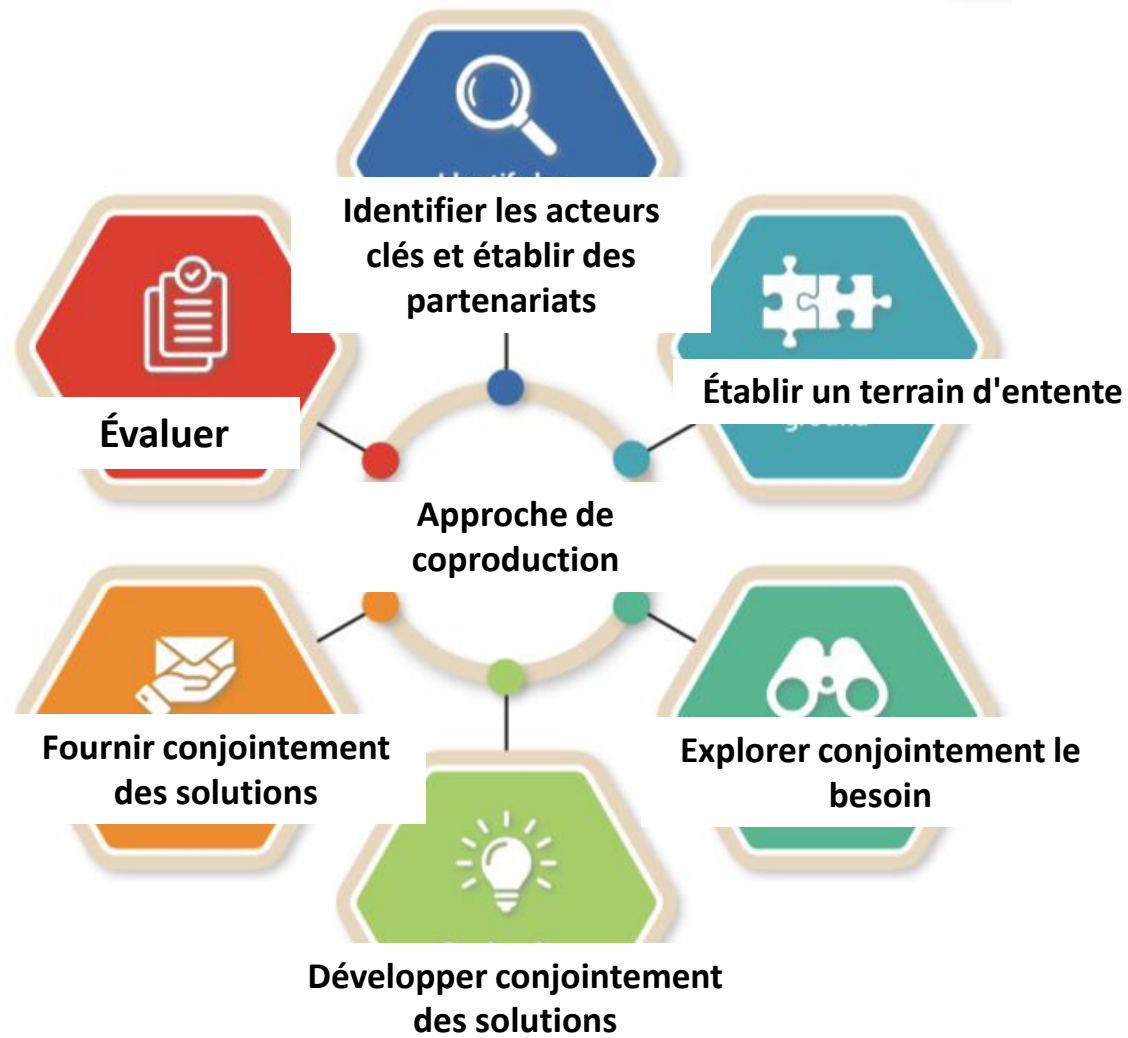 Identifier les acteurs
clés et établir des
partenariats
Établir un terrain d'entente
ground
Évaluer
Approche de
coproduction
Explorer conjointement le
besoin
Fournir conjointement
des solutions
Développer conjointement
des solutions